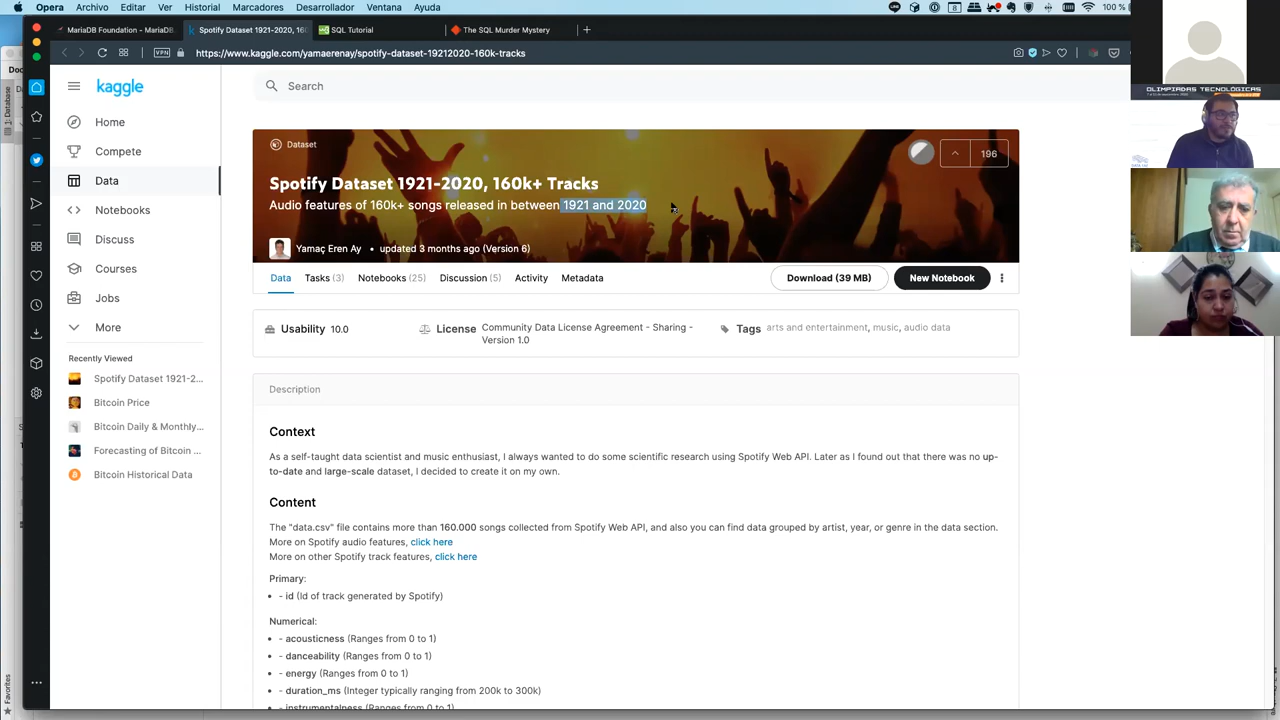 Opera Archivo Editar Ver Historial Marcadores Desarrollador Ventana Ayuda
100 %
MariaDB Foundation - MariaDB
Spotify Dataset 1921-2020, 16
SQL Tutorial
The SQL Murder Mystery
VPN
https://www.kaggle.com/yamaerenay/spotify-dataset-19212020-160k-tracks
1: Database
Favorites
kaggle
Search
Home
Compete
Data
Notebooks
Discuss
Courses
Jobs
More
Recently Viewed
Spotify Dataset 1921-2...
Bitcoin Price
Bitcoin Daily & Monthly...
Forecasting of Bitcoin ...
Bitcoin Historical Data
Dataset
196
Spotify Dataset 1921-2020, 160k+ Tracks
Audio features of 160k+ songs released in between 1921 and 2020
Yamaç Eren Ay • updated 3 months ago (Version 6)
Data Tasks (3) Notebooks (25) Discussion (5) Activity Metadata
Download (39 MB)
New Notebook
Usability 10.0
License Community Data License Agreement - Sharing -
Version 1.0
Tags arts and entertainment, music, audio data
Description
Context
As a self-taught data scientist and music enthusiast, I always wanted to do some scientific research using Spotify Web API. Later as I found out that there was no up-
to-date and large-scale dataset, I decided to create it on my own.
Content
The "data.csv" file contains more than 160.000 songs collected from Spotify Web API, and also you can find data grouped by artist, year, or genre in the data section.
More on Spotify audio features, click here
More on other Spotify track features, click here
Primary:
• - id (Id of track generated by Spotify)
Numerical:
• - acousticness (Ranges from 0 to 1)
• - danceability (Ranges from 0 to 1)
• - energy (Ranges from 0 to 1)
• - duration_ms (Integer typically ranging from 200k to 300k)
• - instrumentalness (Ranges from 0 to 1)
OLIMPIADAS TECNOLÓGICAS